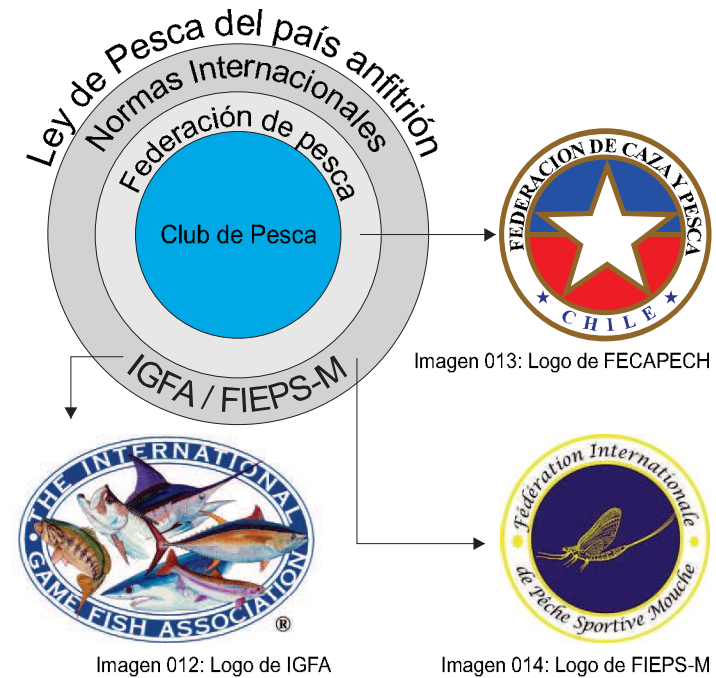 Ley de Pesca del país anfitrión
Normas Internacionales
Federación de pesca
Club de Pesca
IGFA / FIEPS-M
FEDERACION DE CAZA Y PESCA
CHILE
Imagen 013: Logo de FECAPECH
THE INTERNATIONAL
GAME FISH ASSOCIATION
®
Imagen 012: Logo de IGFA
Fédération Internationale
de Pêche Sportive Mouche
Imagen 014: Logo de FIEPS-M